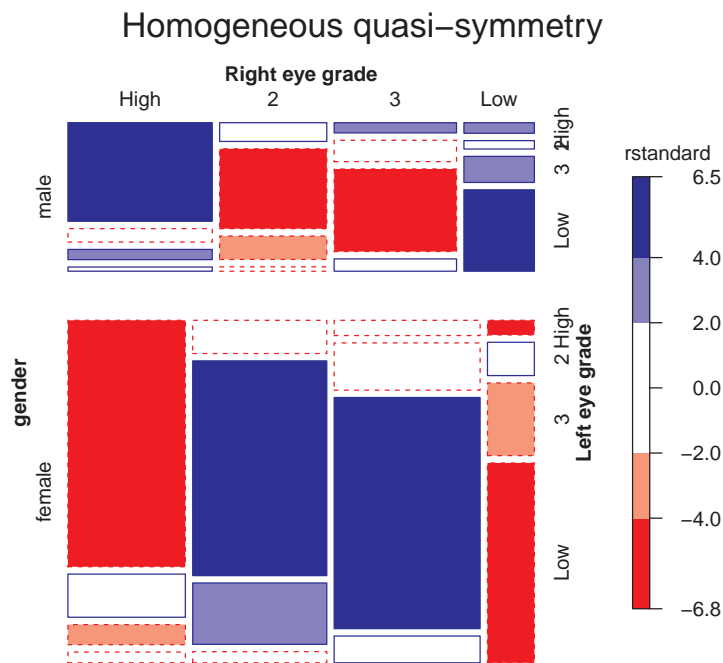 Homogeneous quasi−symmetry
Right eye grade
High 2 3 Low
gender
male
female
Left eye grade
High
2
3
Low
High
2
3
Low
rstandard
6.5
4.0
2.0
0.0
−2.0
−4.0
−6.8